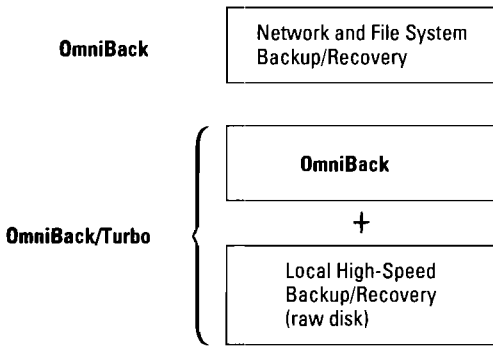 OmniBack
Network and File System
Backup/Recovery
OmniBack/Turbo
OmniBack
+
Local High-Speed
Backup/Recovery
(raw disk)